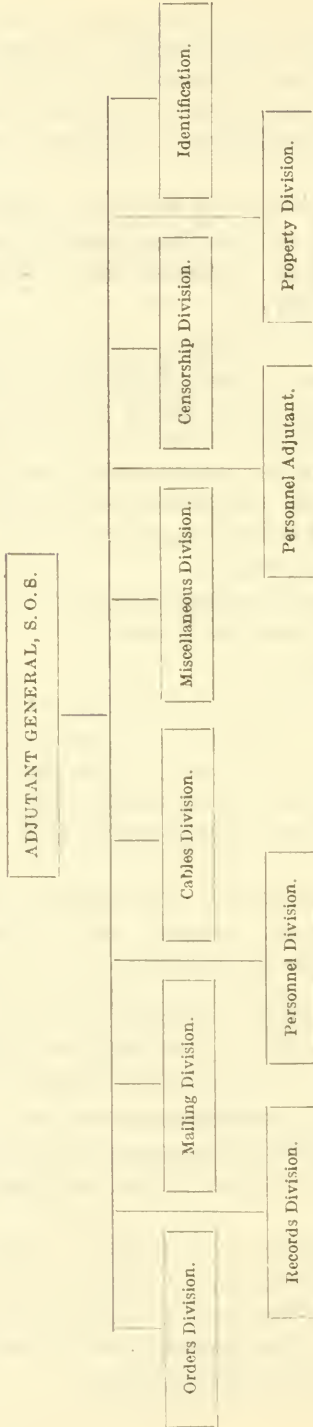 ADJUTANT GENERAL, S. O. S.
Orders Division.
Mailing Division.
Cables Division.
Miscellaneous Division.
Censorship Division.
Identification.
Records Division.
Personnel Division.
Personnel Adjutant.
Property Division.